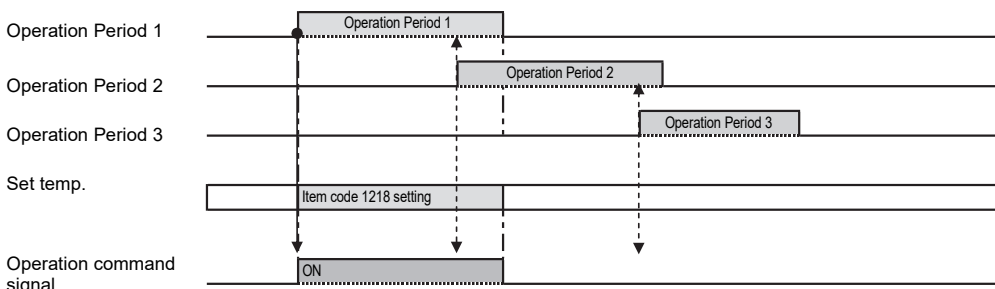 Operation Period 1
Operation Period 1
Operation Period 2
Operation Period 2
Operation Period 3
Operation Period 3
Set temp.
Item code 1218 setting
Operation command
signal
ON